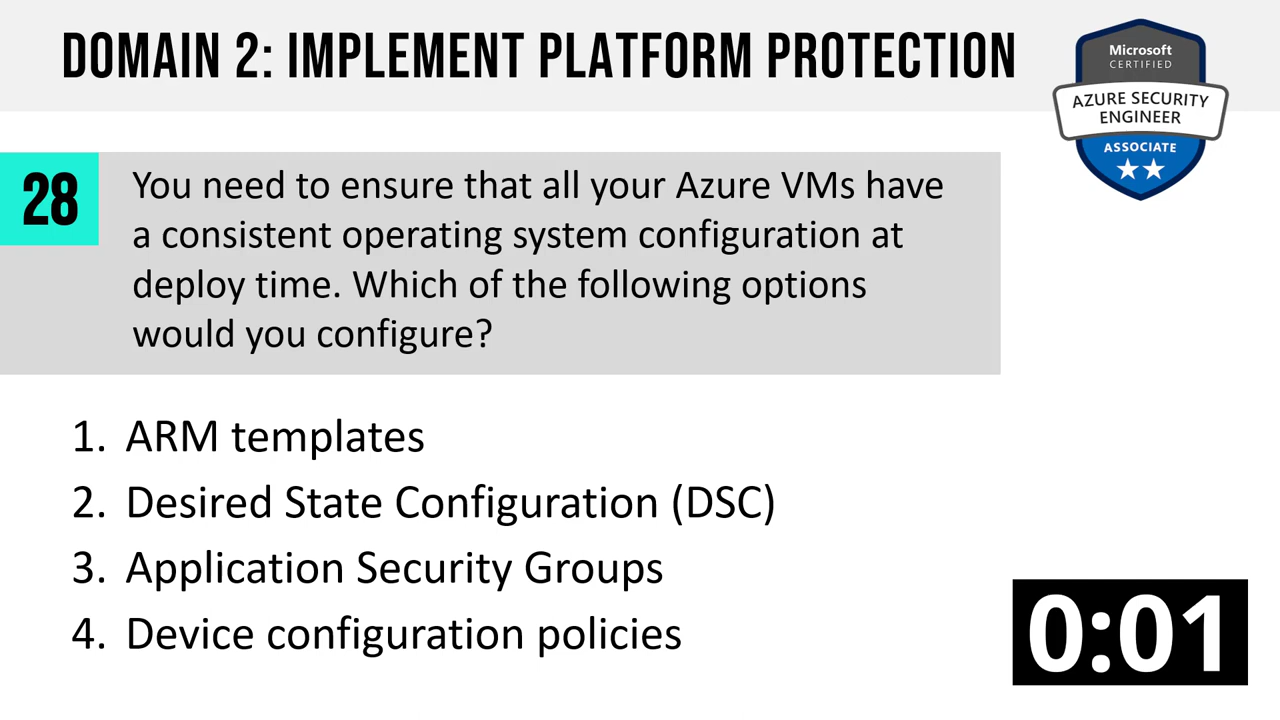 DOMAIN 2: IMPLEMENT PLATFORM PROTECTION
Microsoft
CERTIFIED
AZURE SECURITY
ENGINEER
ASSOCIATE
28
You need to ensure that all your Azure VMs have
a consistent operating system configuration at
deploy time. Which of the following options
would you configure?
1. ARM templates
2. Desired State Configuration (DSC)
3. Application Security Groups
4. Device configuration policies
0:01